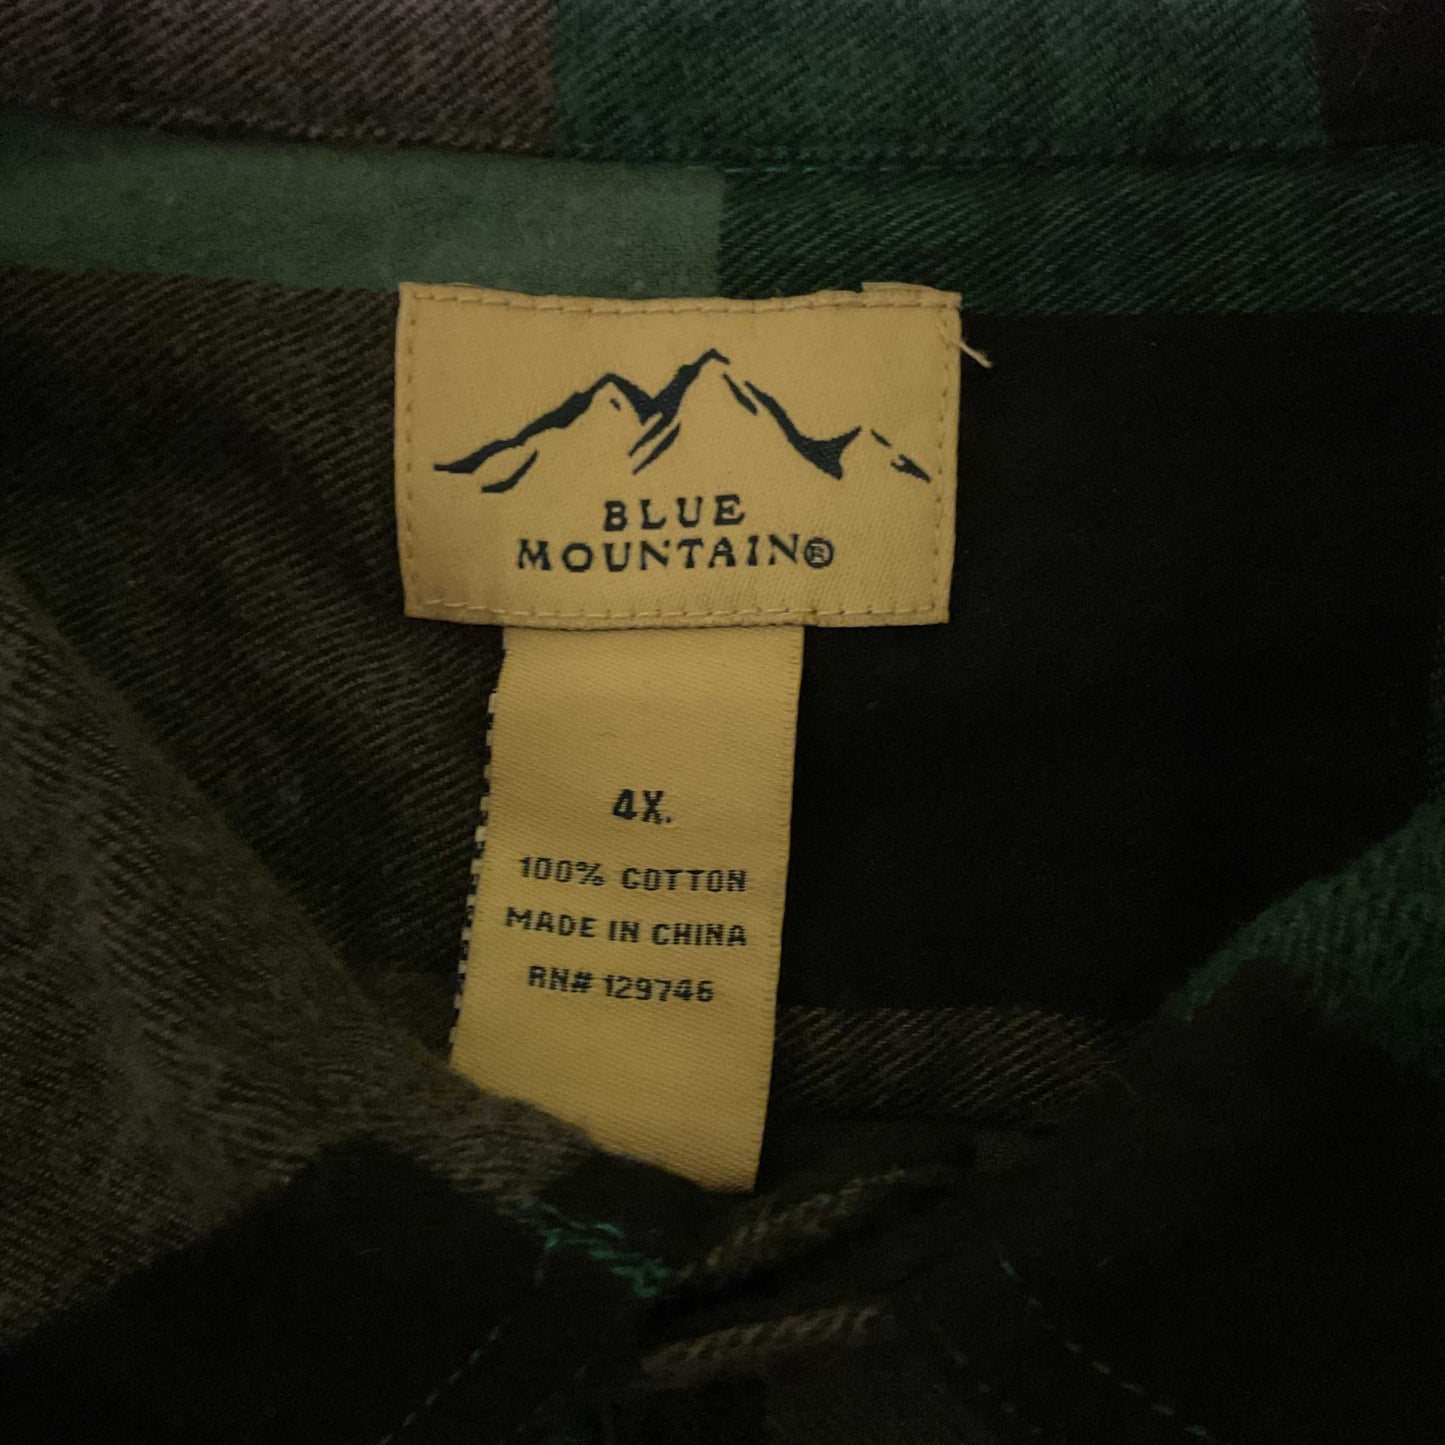 BLUE
MOUNTAIN®
4X.
100% COTTON
MADE IN CHINA
RN# 129746